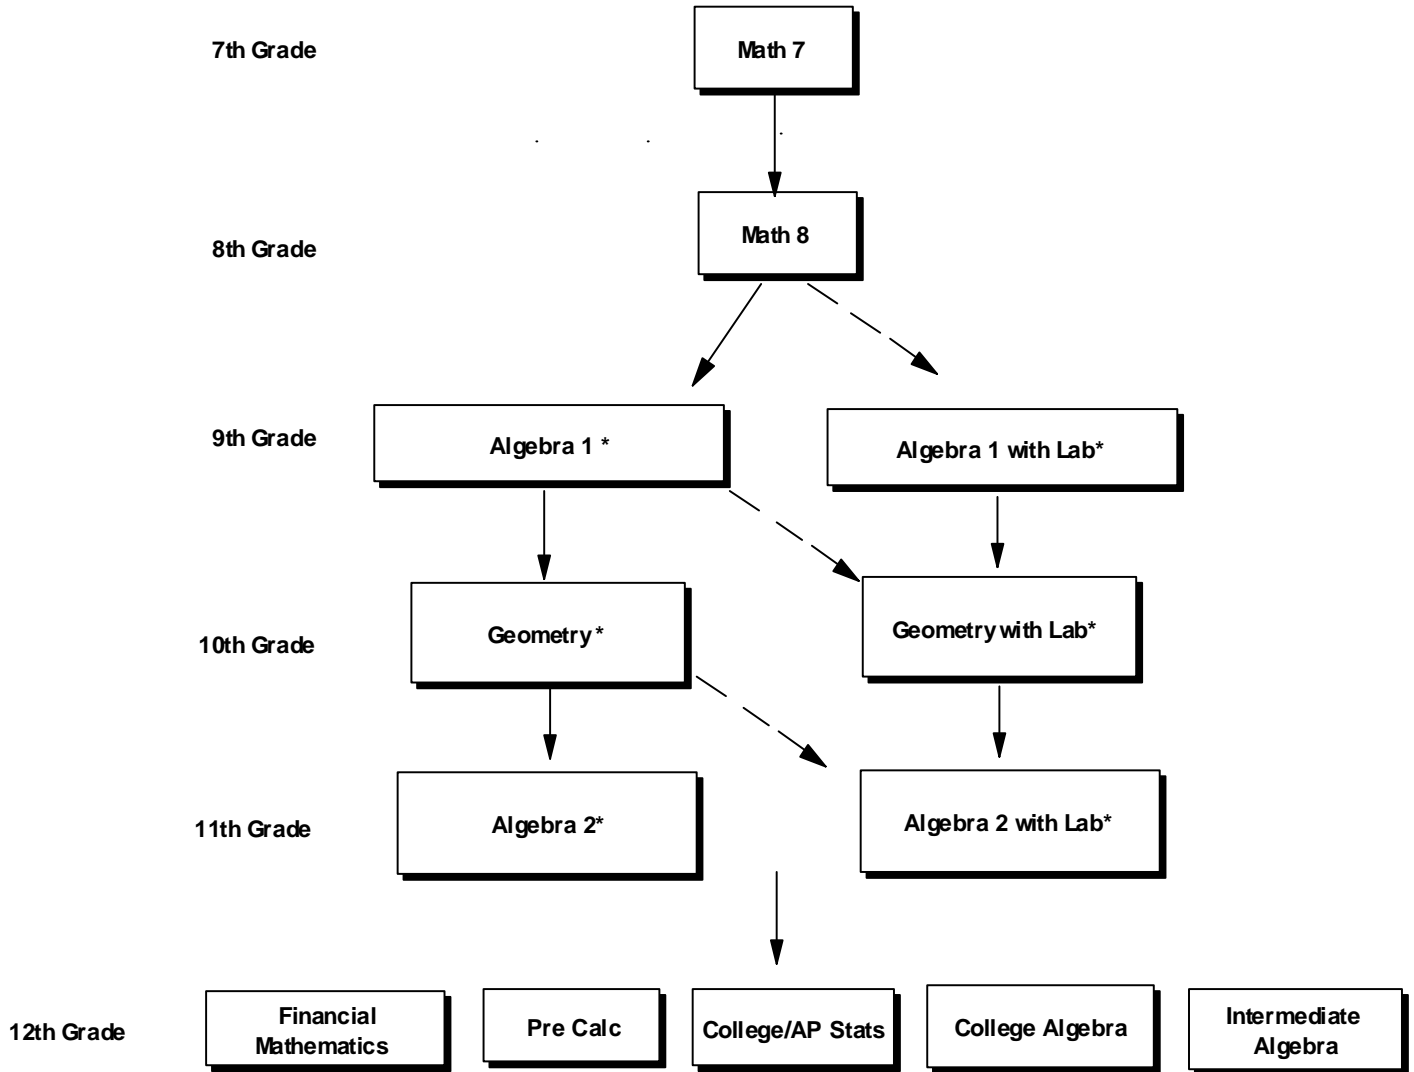 7th Grade
Math 7
8th Grade
Math 8
9th Grade
Algebra 1 *
Algebra 1 with Lab*
10th Grade
Geometry *
Geometry with Lab*
11th Grade
Algebra 2*
Algebra 2 with Lab*
12th Grade
Financial
Mathematics
Pre Calc
College/AP Stats
College Algebra
Intermediate
Algebra